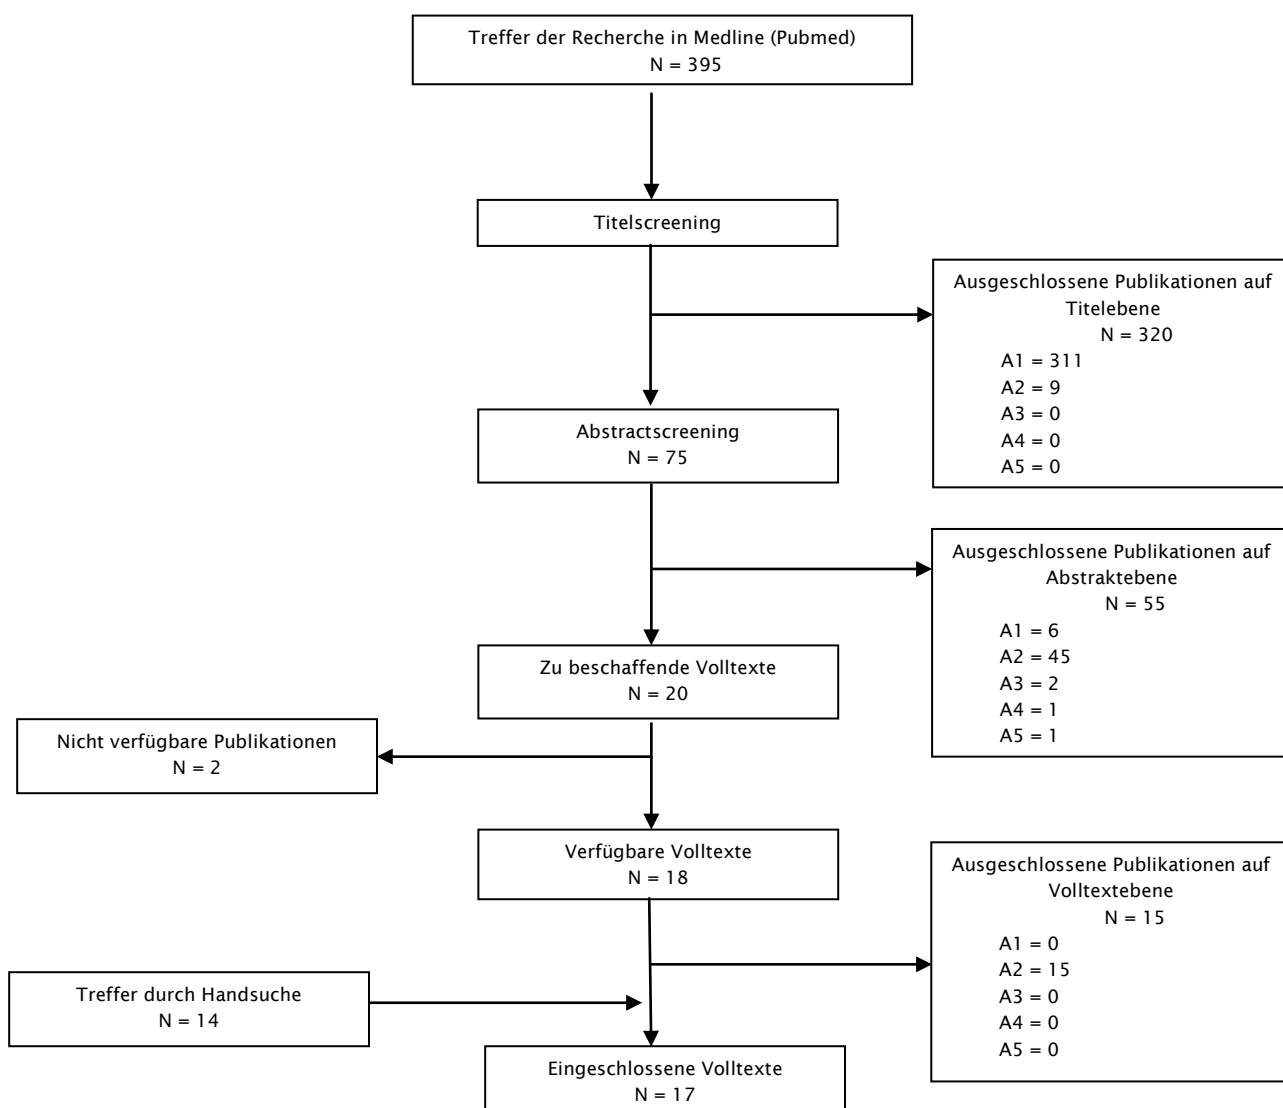 Treffer der Recherche in Medline (Pubmed)
N = 395
Titelscreening
Ausgeschlossene Publikationen auf
Titelebene
N = 320
A1 = 311
A2 = 9
A3 = 0
A4 = 0
A5 = 0
Abstractscreening
N = 75
Ausgeschlossene Publikationen auf
Abstraktebene
N = 55
A1 = 6
A2 = 45
A3 = 2
A4 = 1
A5 = 1
Zu beschaffende Volltexte
N = 20
Nicht verfügbare Publikationen
N = 2
Verfügbare Volltexte
N = 18
Ausgeschlossene Publikationen auf
Volltextebene
N = 15
A1 = 0
A2 = 15
A3 = 0
A4 = 0
A5 = 0
Treffer durch Handsuche
N = 14
Eingeschlossene Volltexte
N = 17